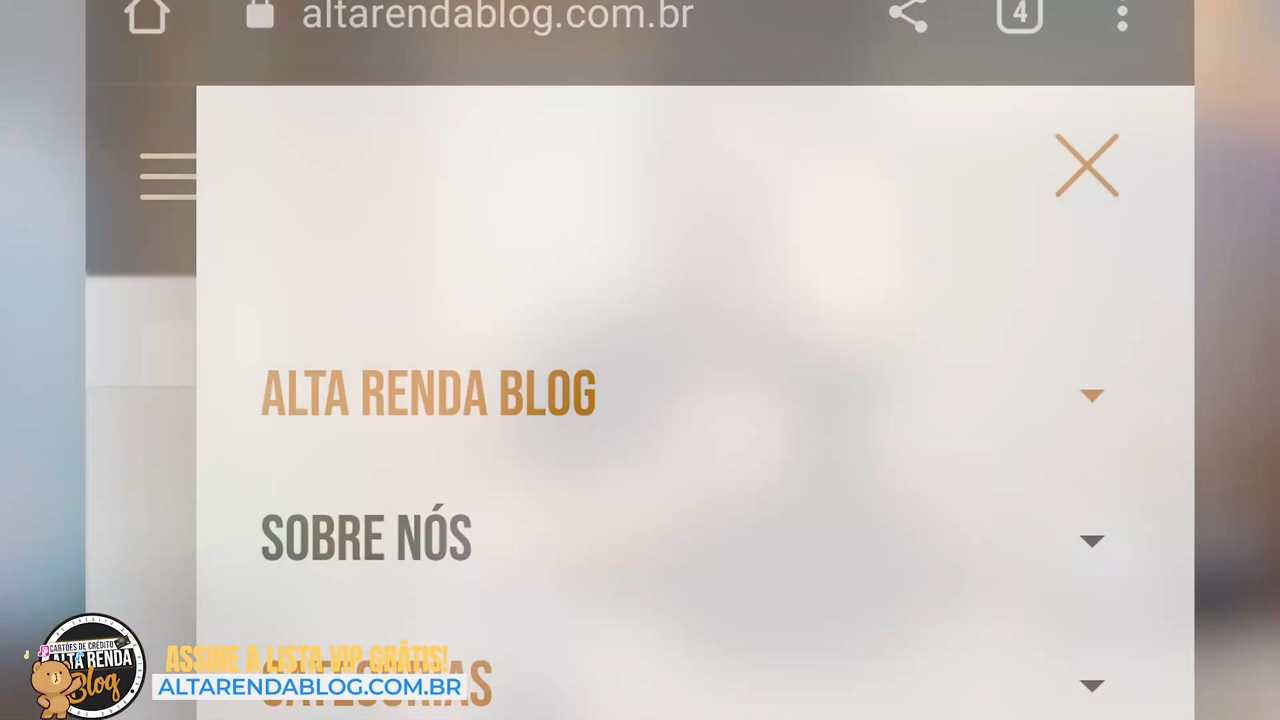 altarendablog.com.br
4
ALTA RENDA BLOG
SOBRE NÓS
CATEGORIAS
CARTÕES DE CRÉDITO
ALTA RENDA
Blog
ASSINE A LISTA VIP GRÁTIS!
ALTARENDABLOG.COM.BR